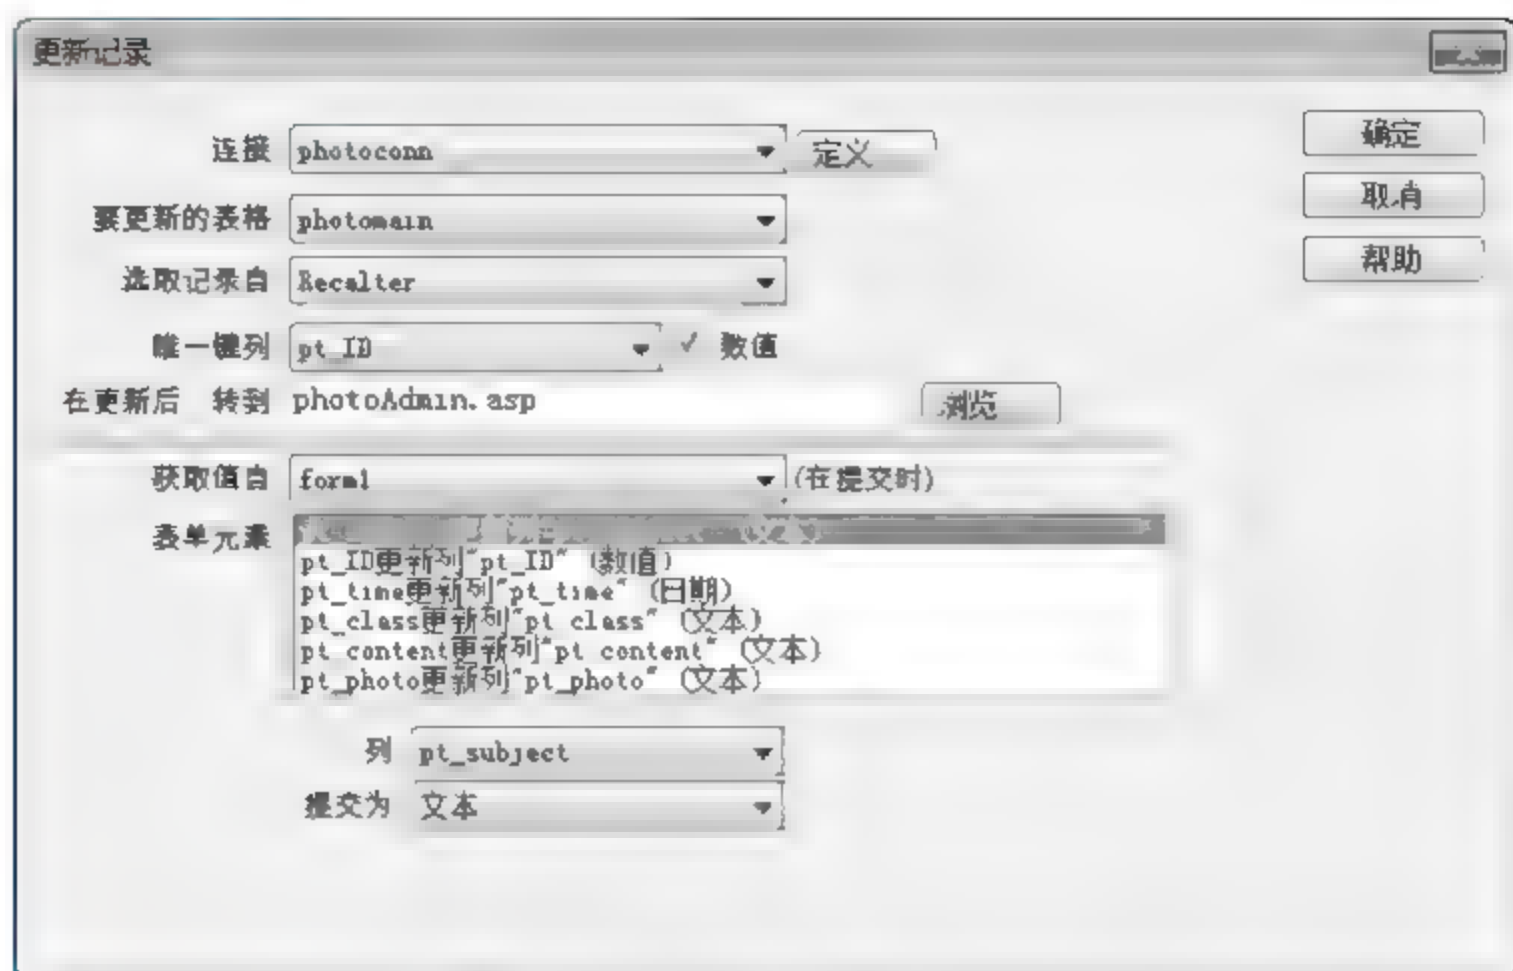 更新记录
连接 photoconn 定义 确定
要更新的表格 photomain 取消
选取记录自 Recalter 帮助
唯一键列 pt_ID ✓ 数值
在更新后 转到 photoAdmin.asp 浏览
获取值自 form1 (在提交时)
表单元素
pt_ID更新列"pt_ID" (数值)
pt_time更新列"pt_time" (日期)
pt_class更新列"pt_class" (文本)
pt_content更新列"pt_content" (文本)
pt_photo更新列"pt_photo" (文本)
列 pt_subject
提交为 文本